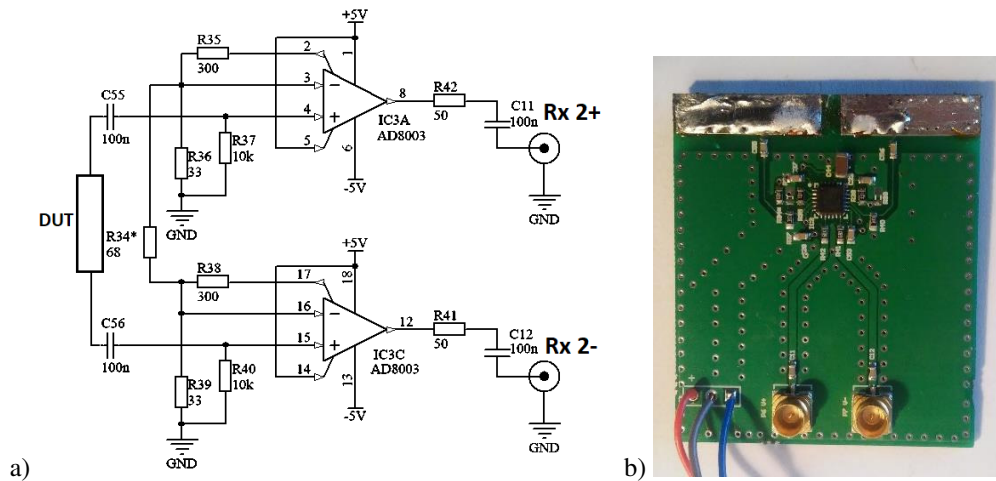 +5V
R35
300
2
1
3
8
R42
50
C55
100n
4
IC3A
AD8003
C11
100n
Rx 2+
R37
10k
5
6
R36
33
-5V
GND
GND
DUT
R34*
68
+5V
R38
300
17
18
16
12
R41
50
C56
100n
15
IC3C
AD8003
C12
100n
Rx 2-
R40
10k
14
13
R39
33
-5V
GND
GND
a)
b)
+
C11
C12